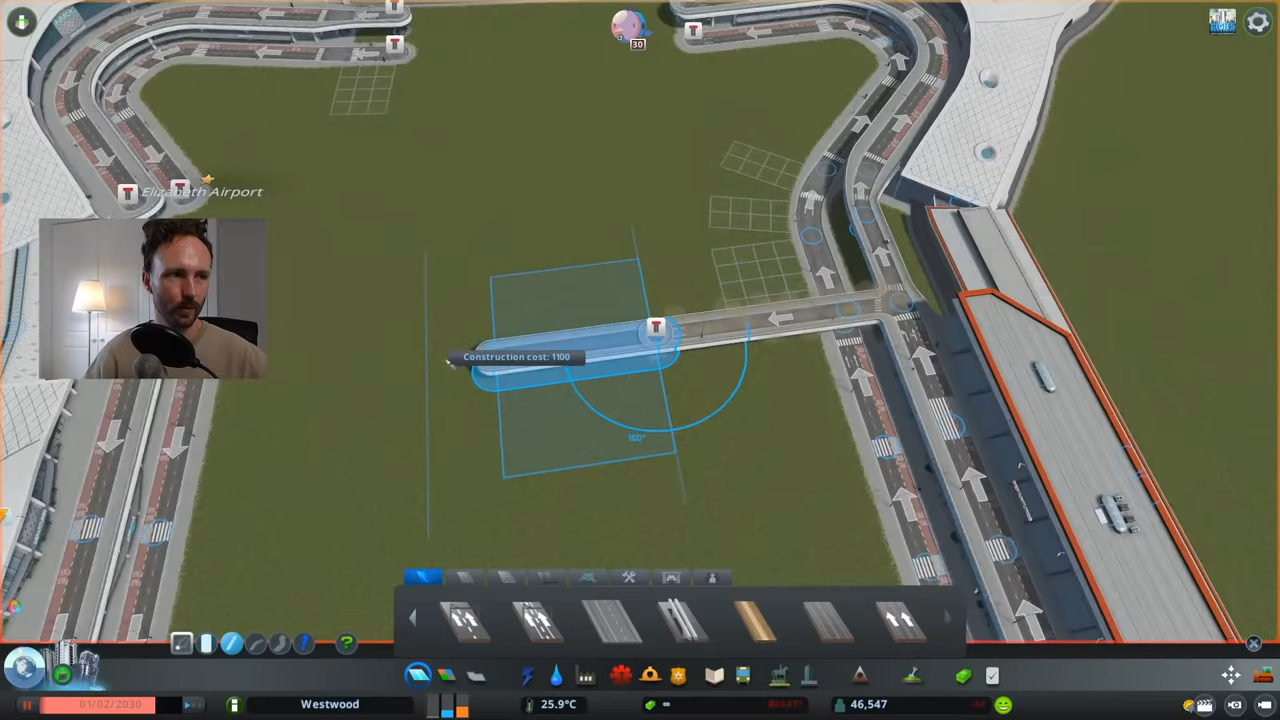 30
T
T
T
T
T
Elizabeth Airport
T
Construction cost: 1100
180°
?
01/02/2030
Westwood
25.9°C
∞
46,547